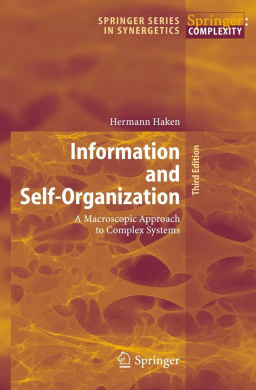 SPRINGER SERIES
IN SYNERGETICS
Springer:
COMPLEXITY
Hermann Haken
Information
and
Self-Organization
Third Edition
A Macroscopic Approach
to Complex Systems
Springer